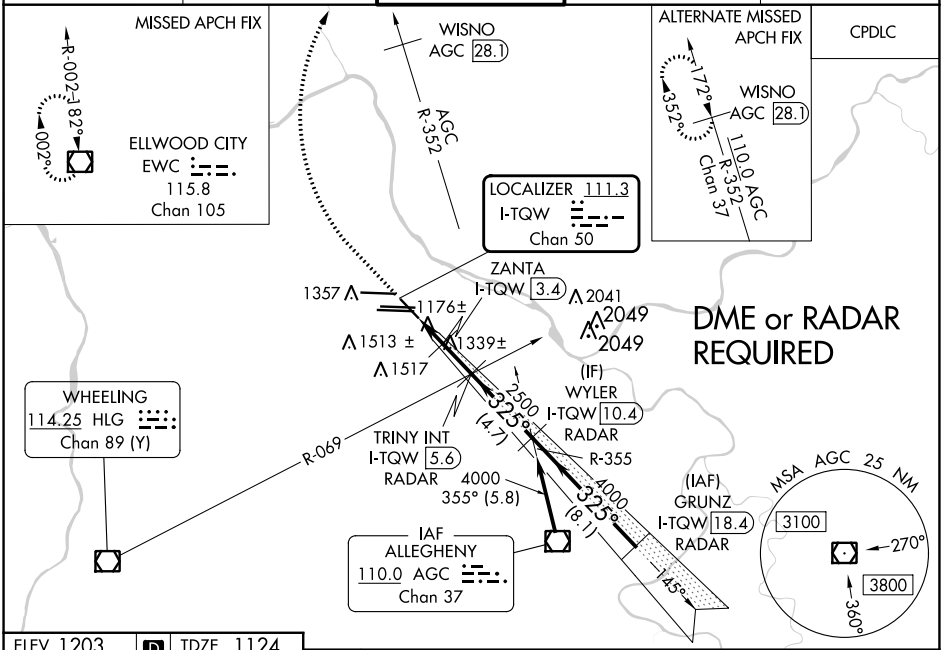 MISSED APCH FIX
R-002
182°
002°
ELLWOOD CITY
EWC
115.8
Chan 105
WISNO
AGC 28.1
AGC
R-352
ALTERNATE MISSED
APCH FIX
172°
352°
WISNO
AGC 28.1
110.0 AGC
R-352
Chan 37
CPDLC
LOCALIZER 111.3
I-TQW
Chan 50
ZANTA
I-TQW 3.4
1357
1176±
2041
2049
2049
1513 ±
1339±
1517
DME or RADAR
REQUIRED
(IF)
WYLER
I-TQW 10.4
RADAR
WHEELING
114.25 HLG
Chan 89 (Y)
R-069
2500
325°
(4.7)
TRINY INT
I-TQW 5.6
RADAR
R-355
4000
355° (5.8)
4000
325°
(8.1)
(IAF)
GRUNZ
I-TQW 18.4
RADAR
145°
IAF
ALLEGHENY
110.0 AGC
Chan 37
MSA AGC 25 NM
3100
270°
3800
360°
ELEV 1203
D
TDZE 1124